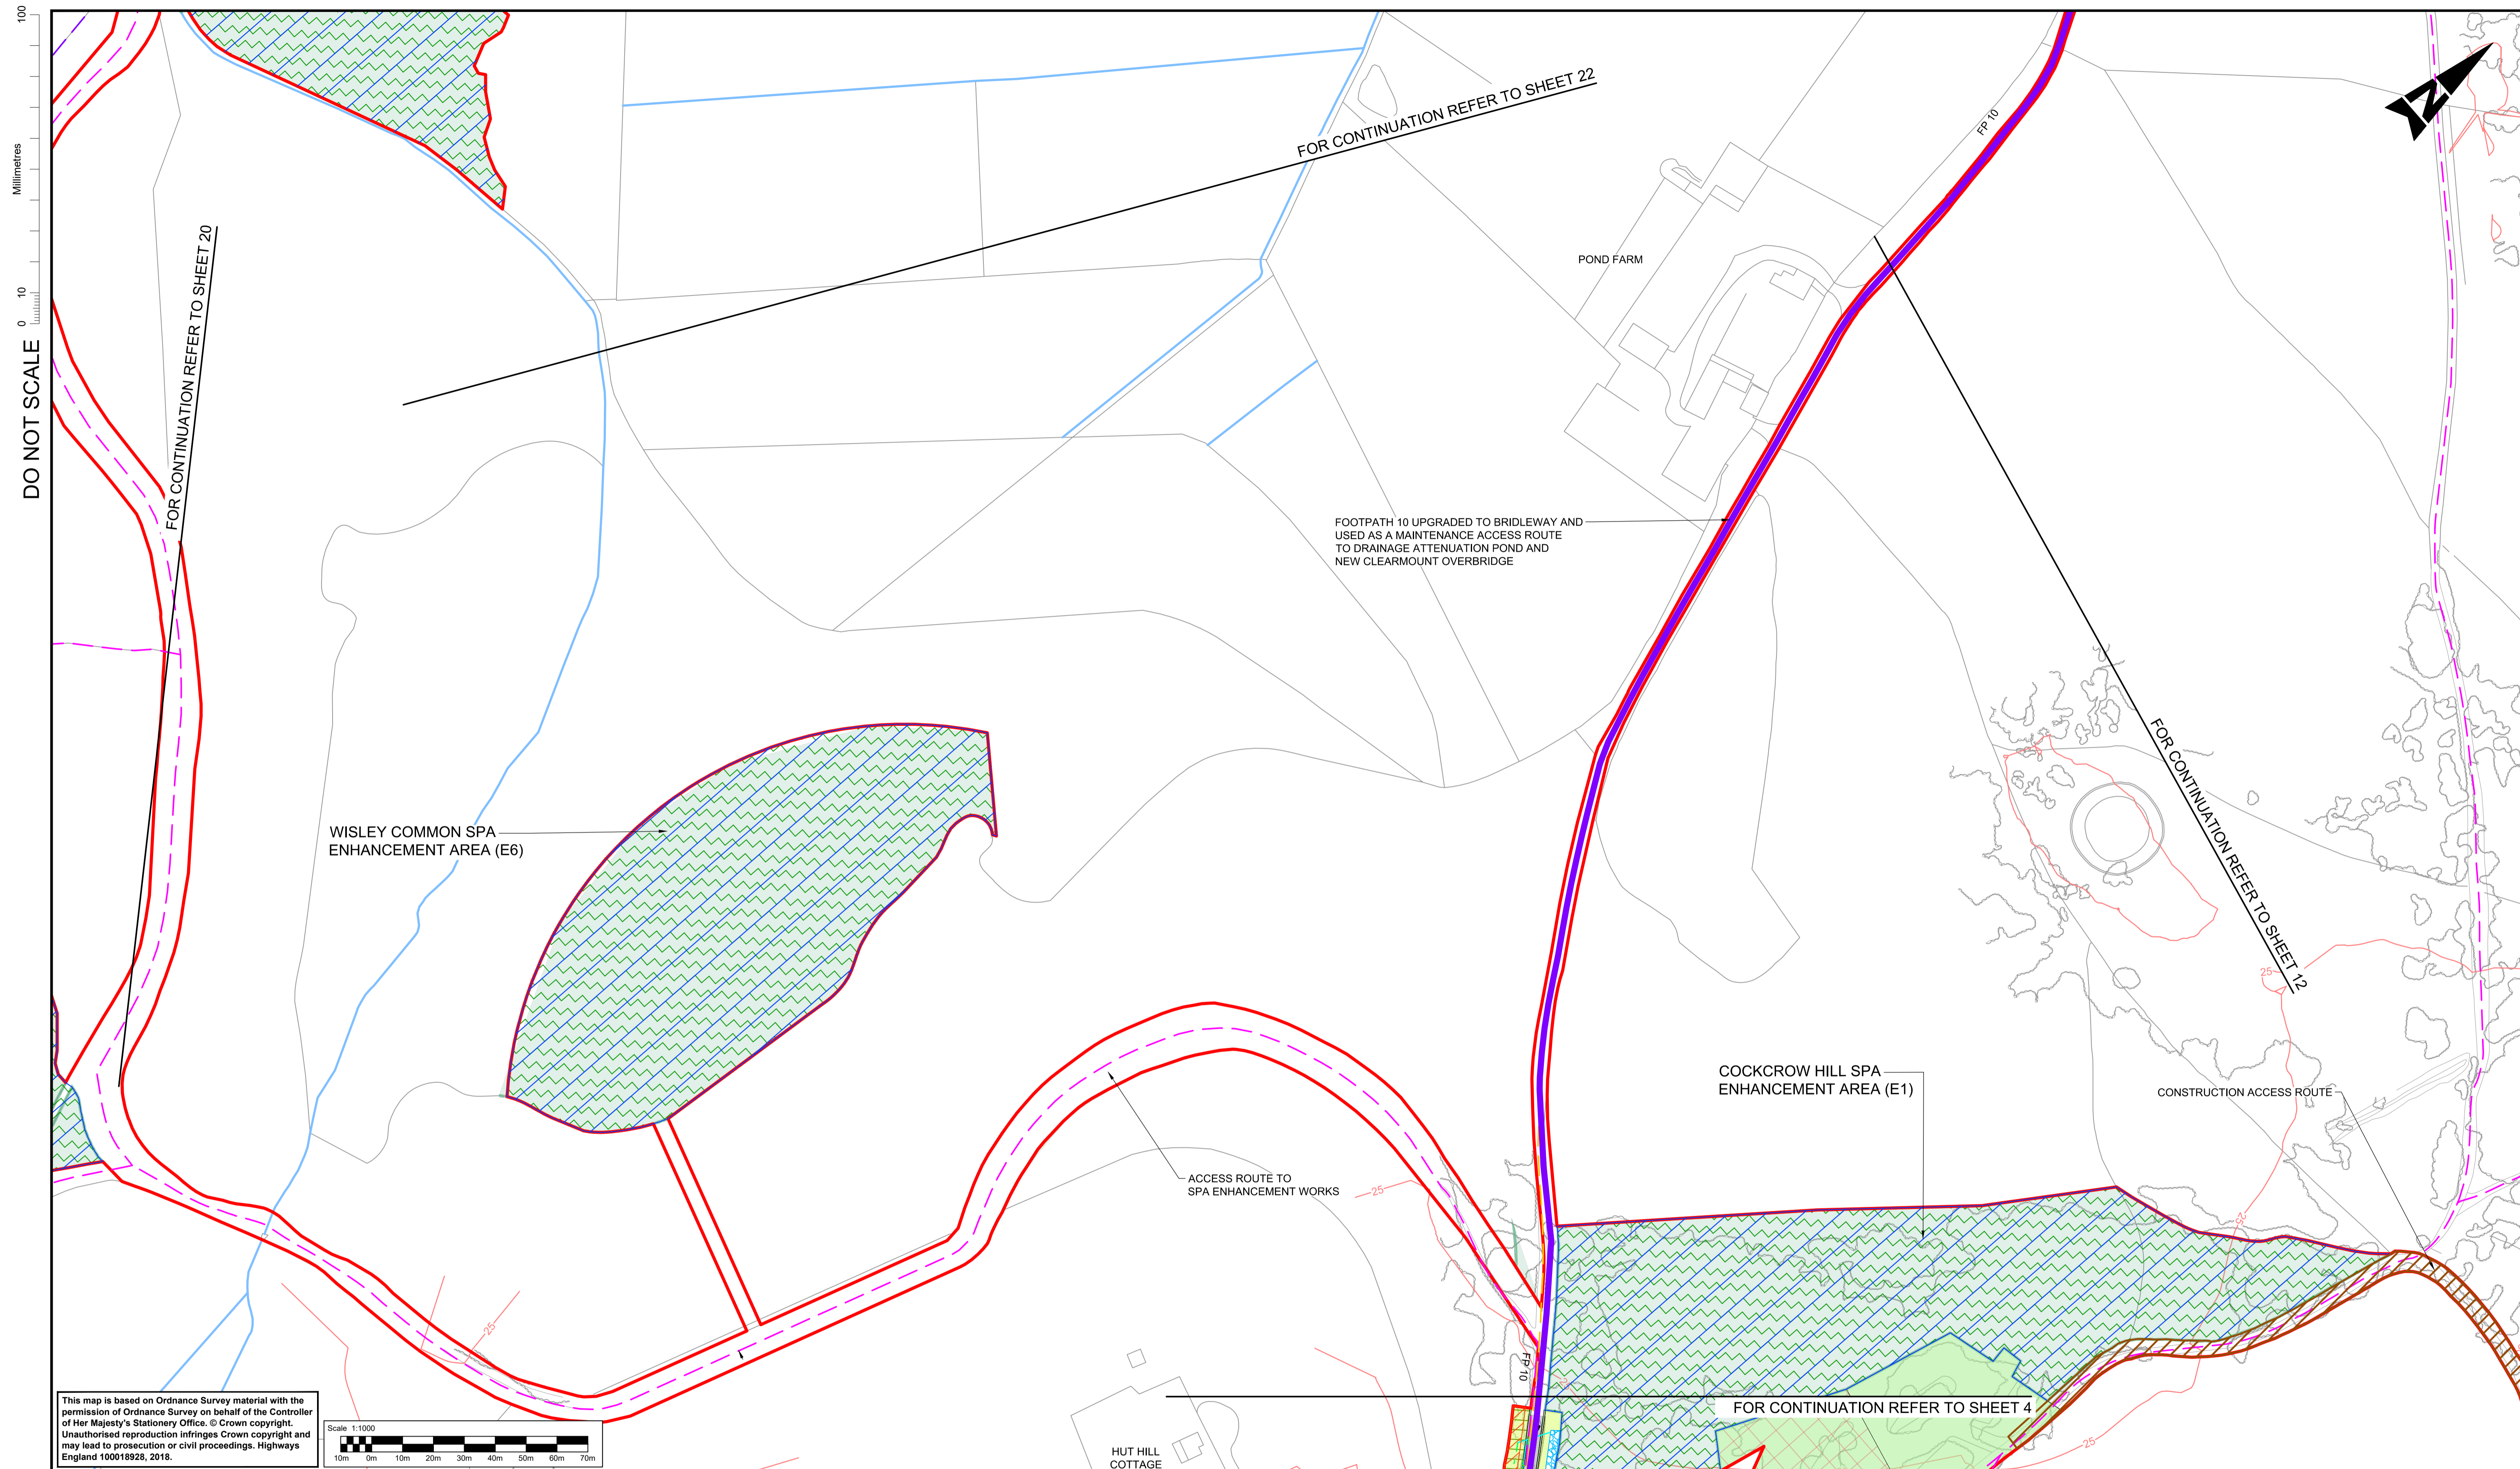 100
Millimetres
10
0
DO NOT SCALE
FOR CONTINUATION REFER TO SHEET 20
FOR CONTINUATION REFER TO SHEET 22
FP 10
POND FARM
FOOTPATH 10 UPGRADED TO BRIDLEWAY AND
USED AS A MAINTENANCE ACCESS ROUTE
TO DRAINAGE ATTENUATION POND AND
NEW CLEARMOUNT OVERBRIDGE
FOR CONTINUATION REFER TO SHEET 12
WISLEY COMMON SPA
ENHANCEMENT AREA (E6)
25
COCKCROW HILL SPA
ENHANCEMENT AREA (E1)
CONSTRUCTION ACCESS ROUTE
ACCESS ROUTE TO
SPA ENHANCEMENT WORKS
25
25
25
FP 10
25
FOR CONTINUATION REFER TO SHEET 4
25
HUT HILL
COTTAGE
This map is based on Ordnance Survey material with the
permission of Ordnance Survey on behalf of the Controller
of Her Majesty's Stationery Office. © Crown copyright.
Unauthorised reproduction infringes Crown copyright and
may lead to prosecution or civil proceedings. Highways
England 100018928, 2018.
Scale 1:1000
10m 0m 10m 20m 30m 40m 50m 60m 70m